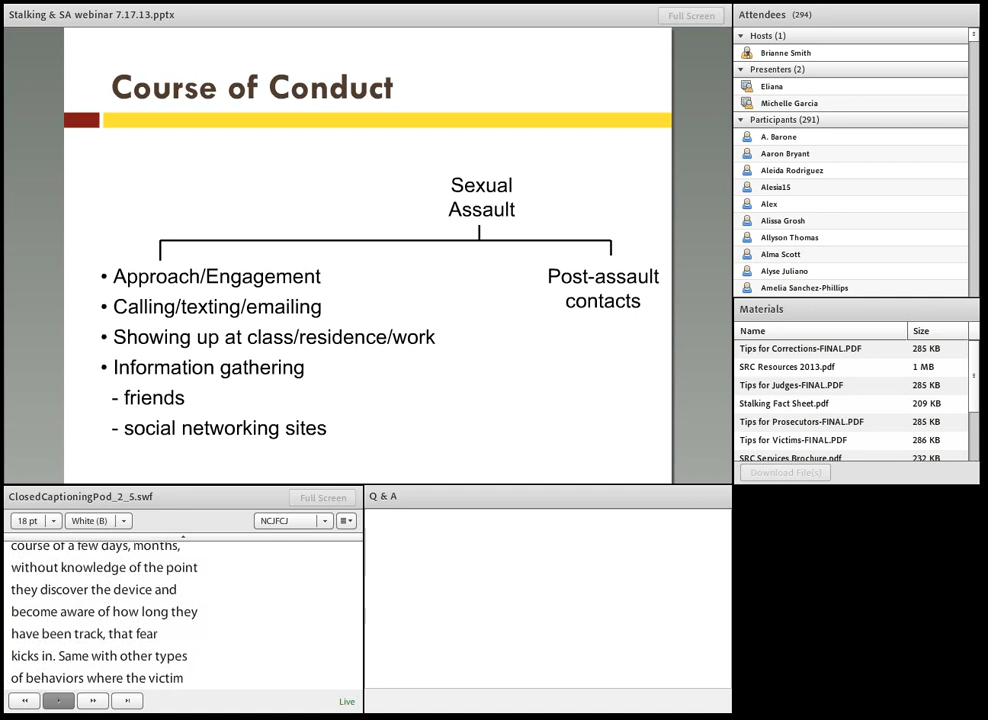 Stalking & SA webinar 7.17.13.pptx
Full Screen
Course of Conduct
Sexual
Assault
• Approach/Engagement
• Calling/texting/emailing
• Showing up at class/residence/work
• Information gathering
- friends
- social networking sites
Post-assault
contacts
Attendees (294)
Hosts (1)
Brianne Smith
Presenters (2)
Eliana
Michelle Garcia
Participants (291)
A. Barone
Aaron Bryant
Aleida Rodriguez
Alesia15
Alex
Alissa Grosh
Allyson Thomas
Alma Scott
Alyse Juliano
Amelia Sanchez-Phillips
Materials
Name Size
Tips for Corrections-FINAL.PDF 285 KB
SRC Resources 2013.pdf 1 MB
Tips for Judges-FINAL.PDF 285 KB
Stalking Fact Sheet.pdf 209 KB
Tips for Prosecutors-FINAL.PDF 285 KB
Tips for Victims-FINAL.PDF 286 KB
SRC Services Brochure.pdf 232 KB
Download File(s)
ClosedCaptioningPod_2_5.swf
Full Screen
18 pt White (B) NCJFCJ
course of a few days, months,
without knowledge of the point
they discover the device and
become aware of how long they
have been track, that fear
kicks in. Same with other types
of behaviors where the victim
Live
Q & A